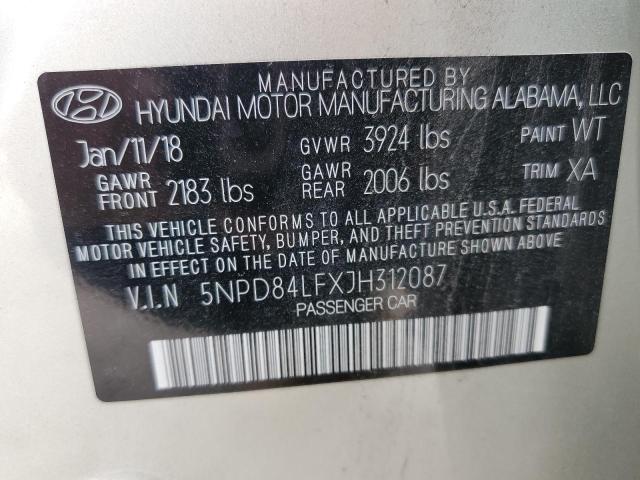 MANUFACTURED BY
HYUNDAI MOTOR MANUFACTURING ALABAMA, LLC
Jan/11/18 GVWR 3924 lbs PAINT WT
GAWR FRONT 2183 lbs GAWR REAR 2006 lbs TRIM XA
THIS VEHICLE CONFORMS TO ALL APPLICABLE U.S.A. FEDERAL
MOTOR VEHICLE SAFETY, BUMPER, AND THEFT PREVENTION STANDARDS
IN EFFECT ON THE DATE OF MANUFACTURE SHOWN ABOVE
V.I.N 5NPD84LFXJH312087
PASSENGER CAR